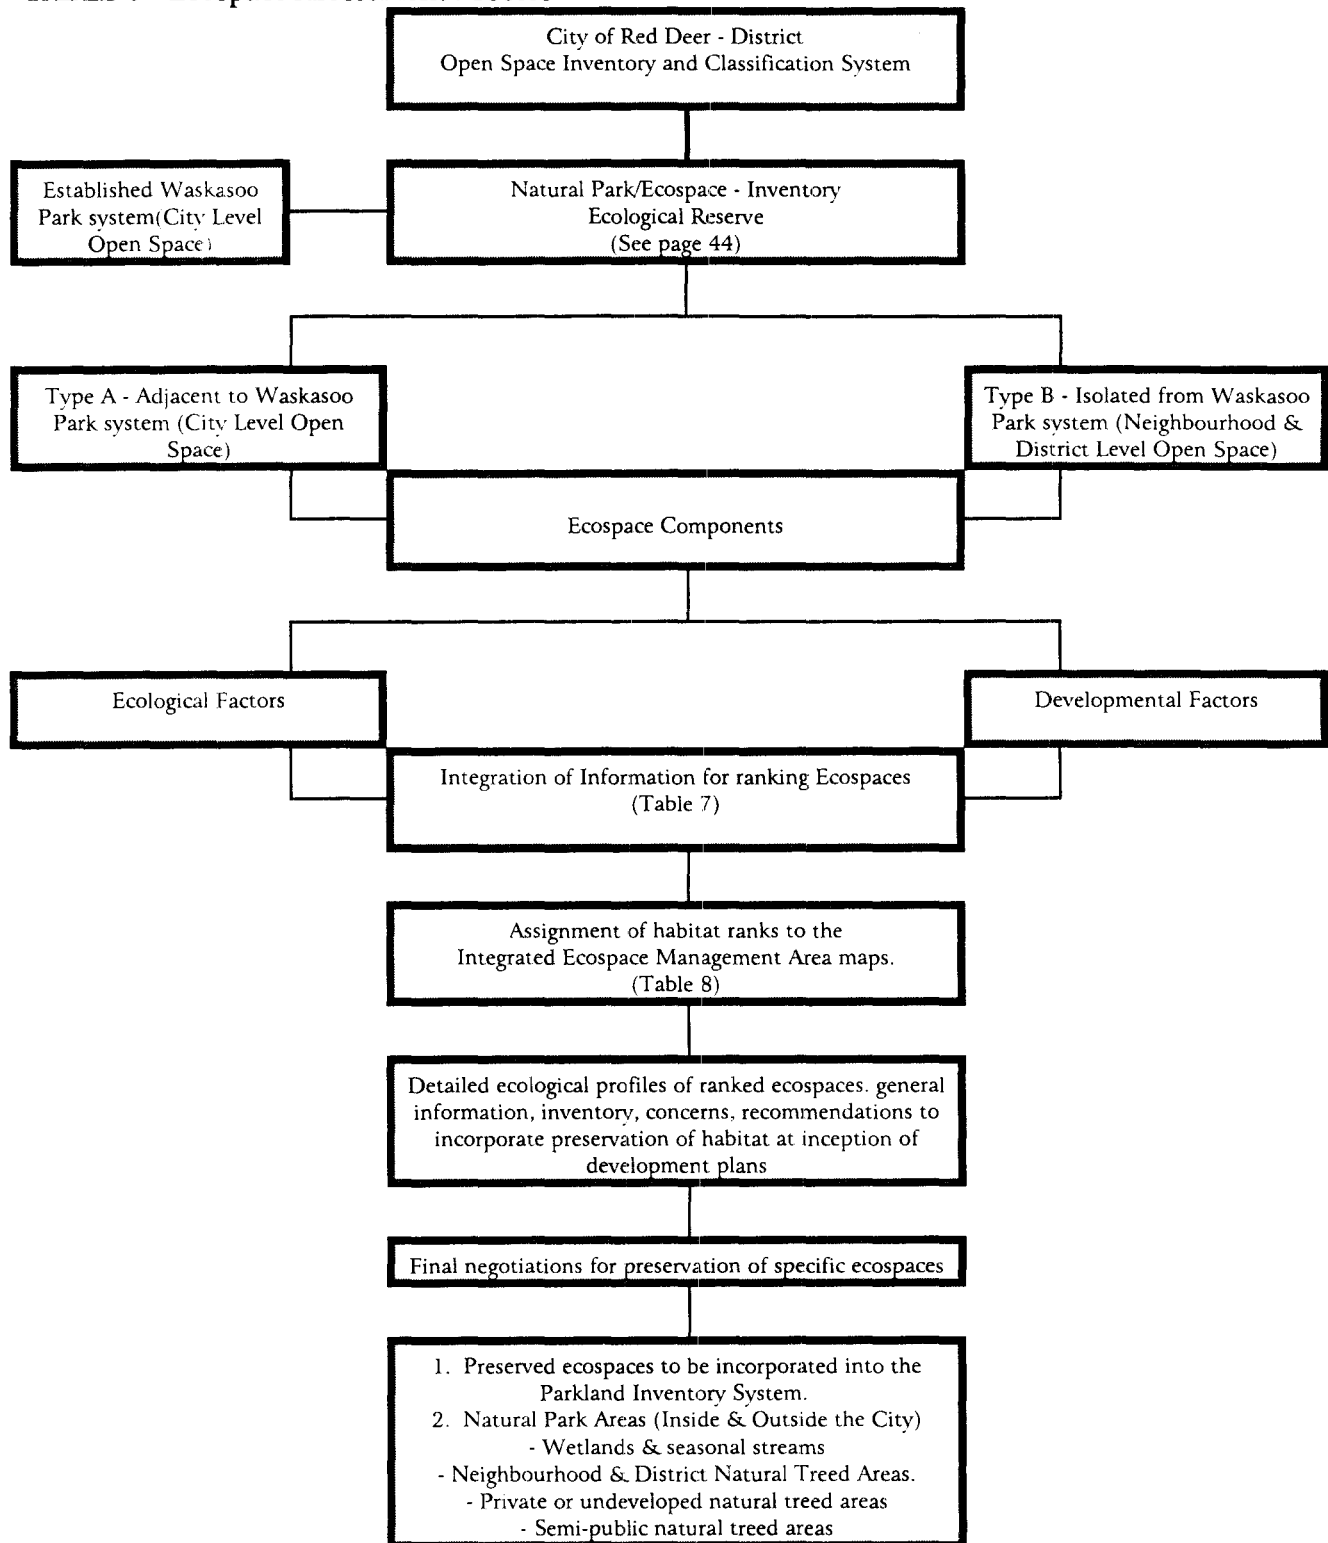 City of Red Deer - District
Open Space Inventory and Classification System
Established Waskasoo
Park system(City Level
Open Space)
Natural Park/Ecospace - Inventory
Ecological Reserve
(See page 44)
Type A - Adjacent to Waskasoo
Park system (City Level Open
Space)
Type B - Isolated from Waskasoo
Park system (Neighbourhood &
District Level Open Space)
Ecospace Components
Ecological Factors
Developmental Factors
Integration of Information for ranking Ecospaces
(Table 7)
Assignment of habitat ranks to the
Integrated Ecospace Management Area maps.
(Table 8)
Detailed ecological profiles of ranked ecospaces. general
information, inventory, concerns, recommendations to
incorporate preservation of habitat at inception of
development plans
Final negotiations for preservation of specific ecospaces
1. Preserved ecospaces to be incorporated into the
Parkland Inventory System.
2. Natural Park Areas (Inside & Outside the City)
- Wetlands & seasonal streams
- Neighbourhood & District Natural Treed Areas.
- Private or undeveloped natural treed areas
- Semi-public natural treed areas